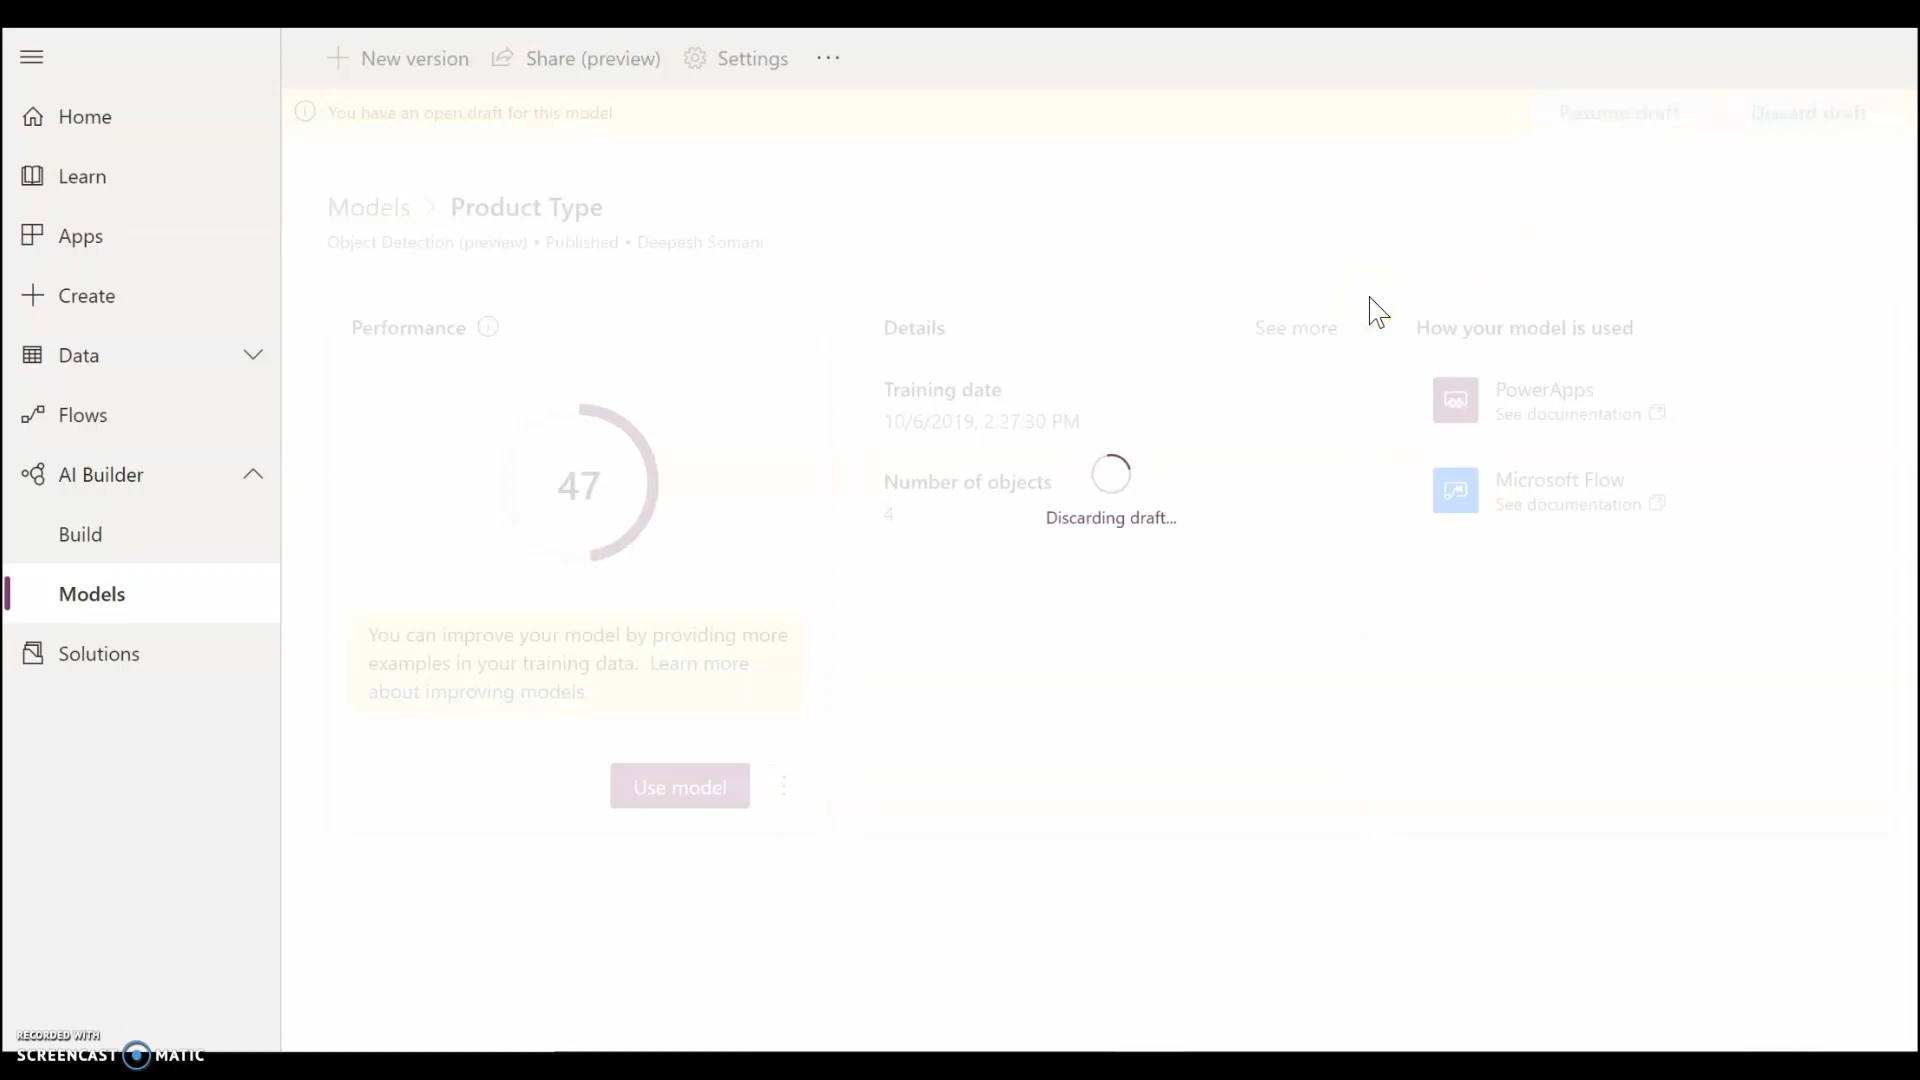 New version
Share (preview)
Settings
Home
You have an open draft for this model
Resume draft
Discard draft
Learn
Models > Product Type
Apps
Object Detection (preview) • Published • Deepesh Somani
Create
Performance
Details
See more
How your model is used
Data
Training date
10/6/2019, 2:27:30 PM
PowerApps
See documentation
Flows
AI Builder
47
Number of objects
4
Microsoft Flow
See documentation
Discarding draft...
Build
Models
You can improve your model by providing more
examples in your training data. Learn more
about improving models.
Solutions
Use model
RECORDED WITH
SCREENCAST MATIC